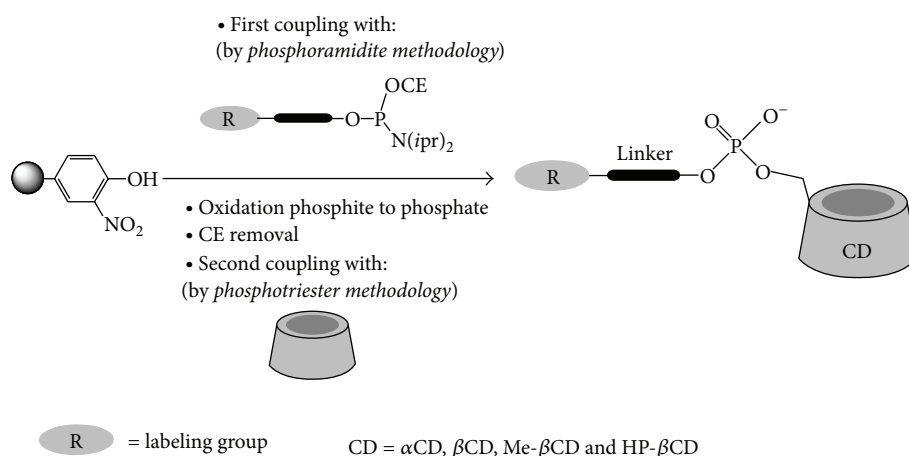 • First coupling with:
(by phosphoramidite methodology)
OCE
R
O–P
N(ipr)₂
OH
NO₂
• Oxidation phosphite to phosphate
• CE removal
• Second coupling with:
(by phosphotriester methodology)
R
Linker
O
O
P
O⁻
O
CD
R = labeling group
CD = αCD, βCD, Me-βCD and HP-βCD